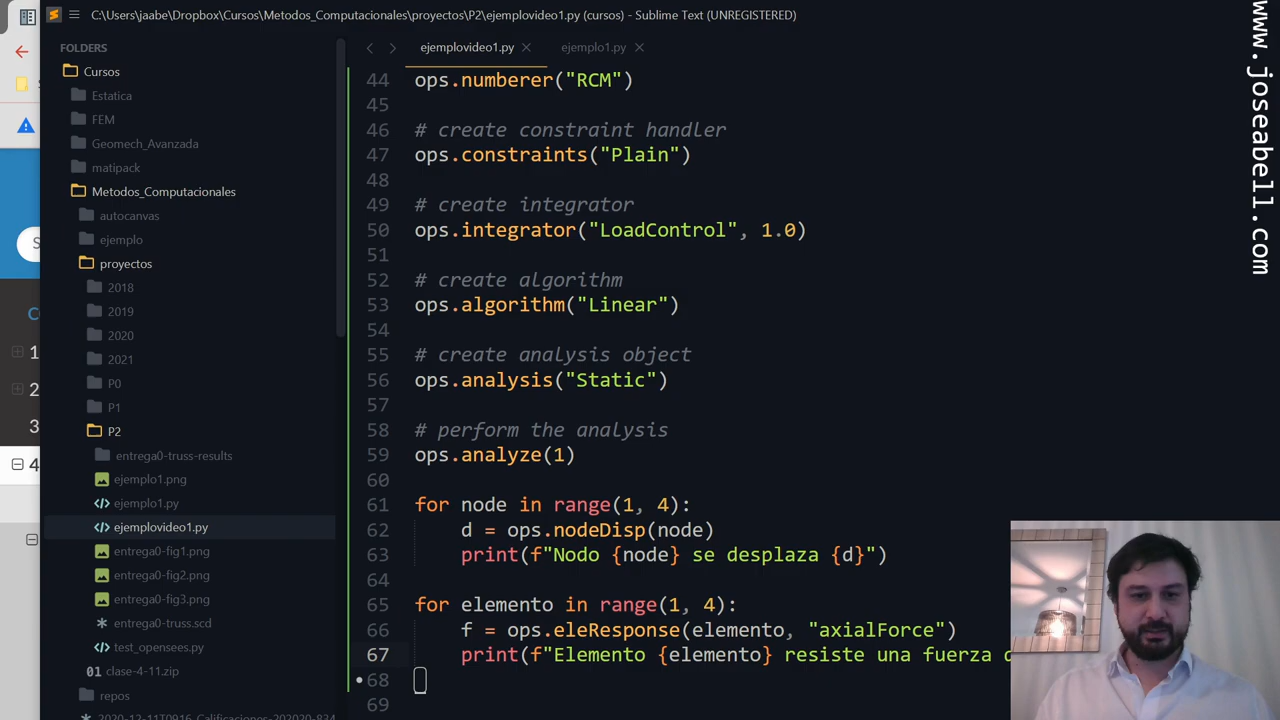 C:\Users\jaabe\Dropbox\Cursos\Metodos_Computacionales\proyectos\P2\ejemplovideo1.py (cursos) - Sublime Text (UNREGISTERED)
FOLDERS
Cursos
Estatica
FEM
Geomech_Avanzada
matipack
Metodos_Computacionales
autocanvas
ejemplo
proyectos
2018
2019
2020
2021
P0
P1
P2
entrega0-truss-results
ejemplo1.png
ejemplo1.py
ejemplovideo1.py
entrega0-fig1.png
entrega0-fig2.png
entrega0-fig3.png
entrega0-truss.scd
test_opensees.py
clase-4-11.zip
repos
ejemplovideo1.py
ejemplo1.py
44 ops.numberer("RCM")
45
46 # create constraint handler
47 ops.constraints("Plain")
48
49 # create integrator
50 ops.integrator("LoadControl", 1.0)
51
52 # create algorithm
53 ops.algorithm("Linear")
54
55 # create analysis object
56 ops.analysis("Static")
57
58 # perform the analysis
59 ops.analyze(1)
60
61 for node in range(1, 4):
62 d = ops.nodeDisp(node)
63 print(f"Nodo {node} se desplaza {d}")
64
65 for elemento in range(1, 4):
66 f = ops.eleResponse(elemento, "axialForce")
67 print(f"Elemento {elemento} resiste una fuerza
68
69
www.joseabell.com
S
1
2
3
4